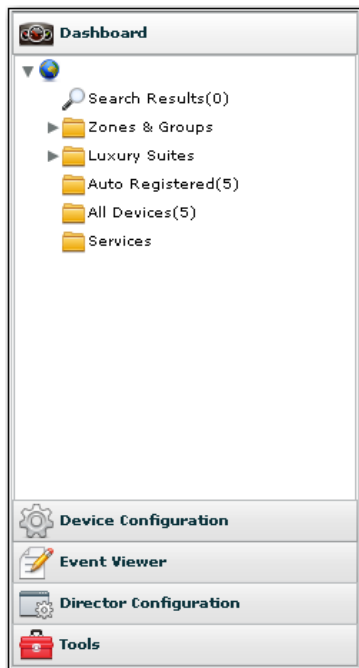 Dashboard
Search Results(0)
Zones & Groups
Luxury Suites
Auto Registered(5)
All Devices(5)
Services
Device Configuration
Event Viewer
Director Configuration
Tools